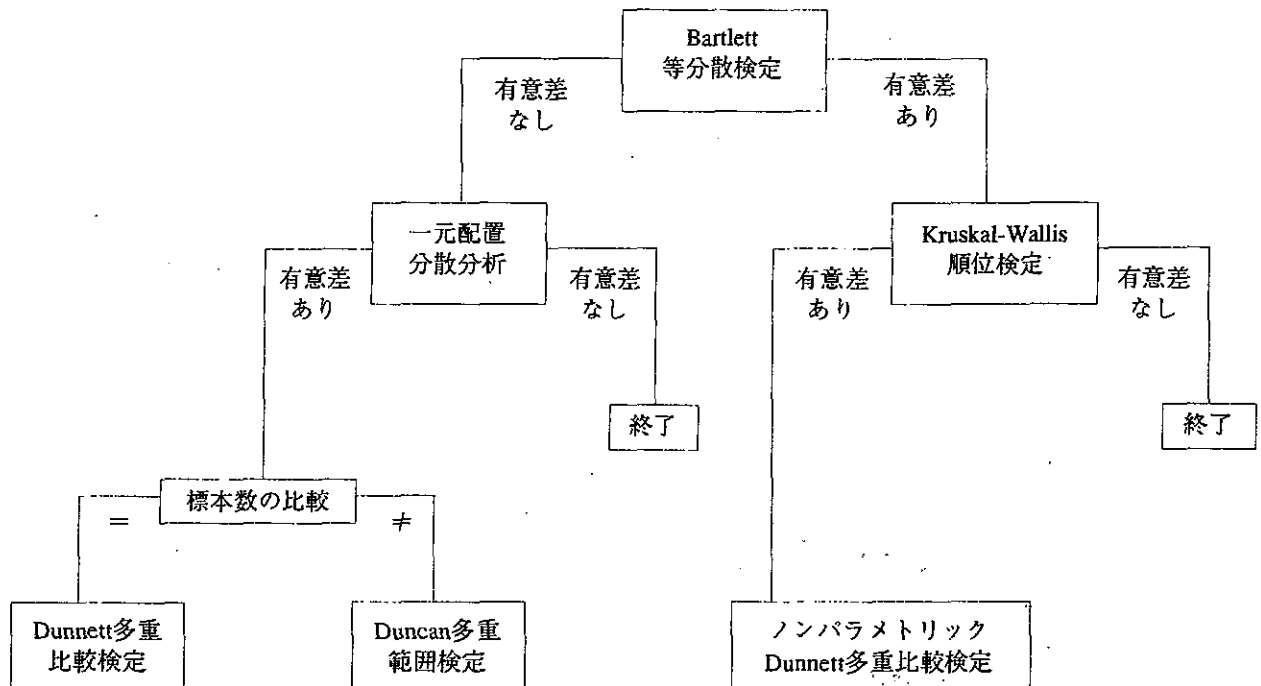 Bartlett
等分散検定
有意差
なし
有意差
あり
一元配置
分散分析
Kruskal-Wallis
順位検定
有意差
あり
有意差
なし
有意差
あり
有意差
なし
終了
終了
標本数の比較
=
≠
Dunnett多重
比較検定
Duncan多重
範囲検定
ノンパラメトリック
Dunnett多重比較検定